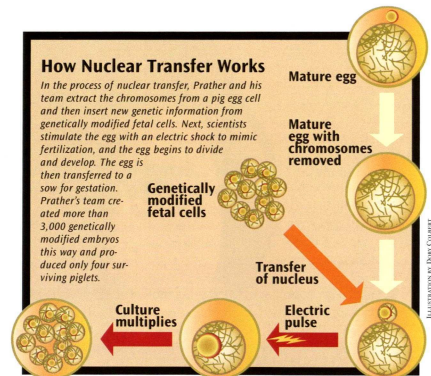 How Nuclear Transfer Works
In the process of nuclear transfer, Prather and his
team extract the chromosomes from a pig egg cell
and then insert new genetic information from
genetically modified fetal cells. Next, scientists
stimulate the egg with an electric shock to mimic
fertilization, and the egg begins to divide
and develop. The egg is
then transferred to a
sow for gestation.
Prather's team cre-
ated more than
3,000 genetically
modified embryos
this way and pro-
duced only four sur-
viving piglets.
Mature egg
Mature
egg with
chromosomes
removed
Genetically
modified
fetal cells
Transfer
of nucleus
Electric
pulse
Culture
multiplies
ILLUSTRATION BY DORY COLBERT